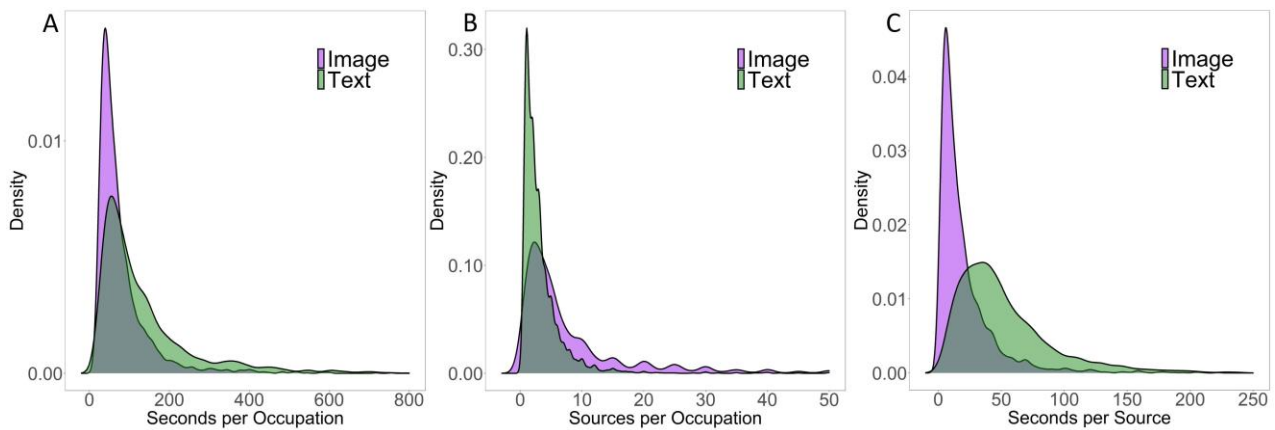 A
Image
Text
Density
0.01
0.00
0
200
400
600
800
Seconds per Occupation
B
Image
Text
Density
0.30
0.20
0.10
0.00
0
10
20
30
40
50
Sources per Occupation
C
Image
Text
Density
0.04
0.03
0.02
0.01
0.00
0
50
100
150
200
250
Seconds per Source